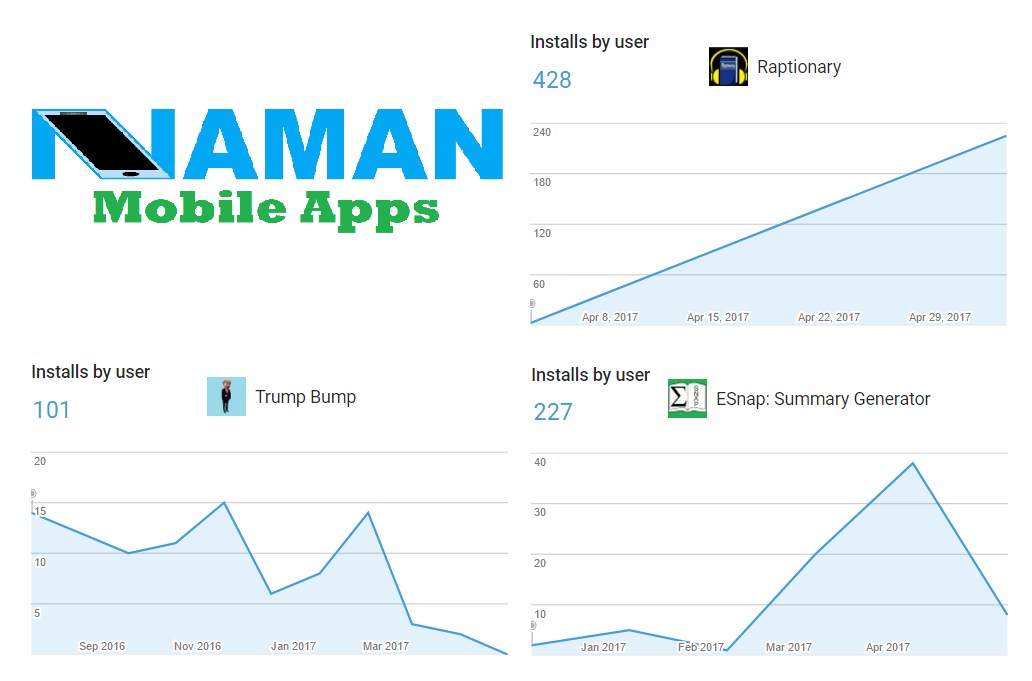 NAMAN
Mobile Apps
Installs by user
428
Raptionary
240
180
120
60
Apr 8, 2017 Apr 15, 2017 Apr 22, 2017 Apr 29, 2017
Installs by user
101
Trump Bump
20
15
10
5
Sep 2016 Nov 2016 Jan 2017 Mar 2017
Installs by user
227
ESnap: Summary Generator
40
30
20
10
Jan 2017 Feb 2017 Mar 2017 Apr 2017